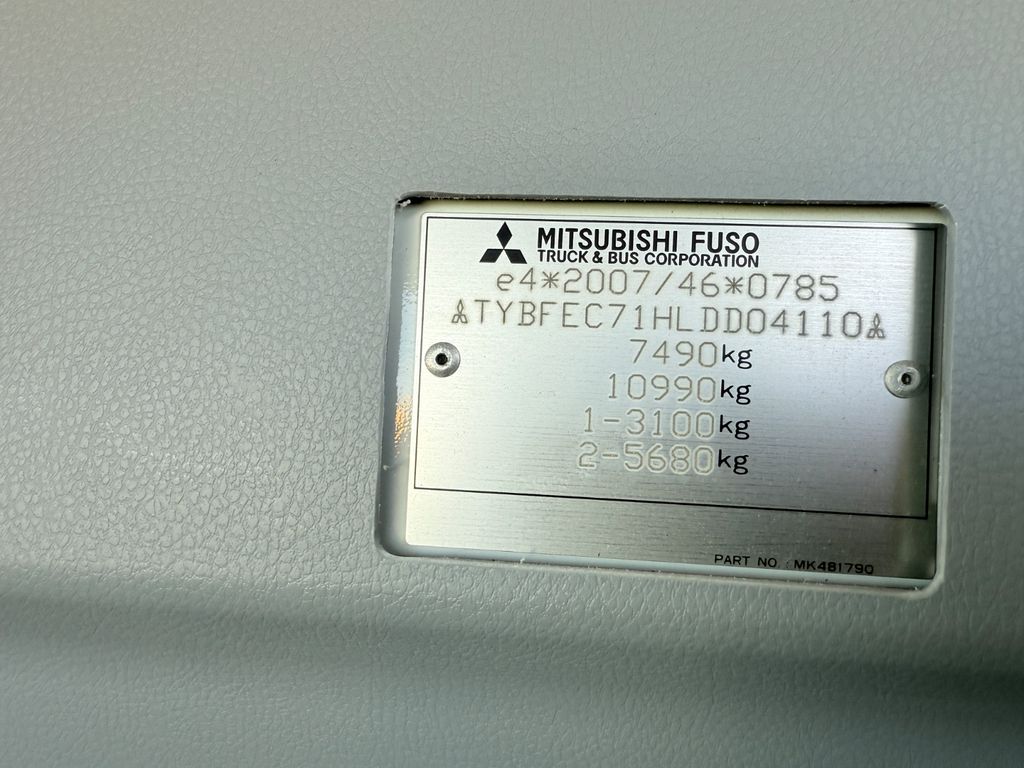 MITSUBISHI FUSO
TRUCK & BUS CORPORATION
e4*2007/46*0785
TYBFEC71HLDD04110
7490kg
10990kg
1-3100kg
2-5680kg
PART NO. MK481790